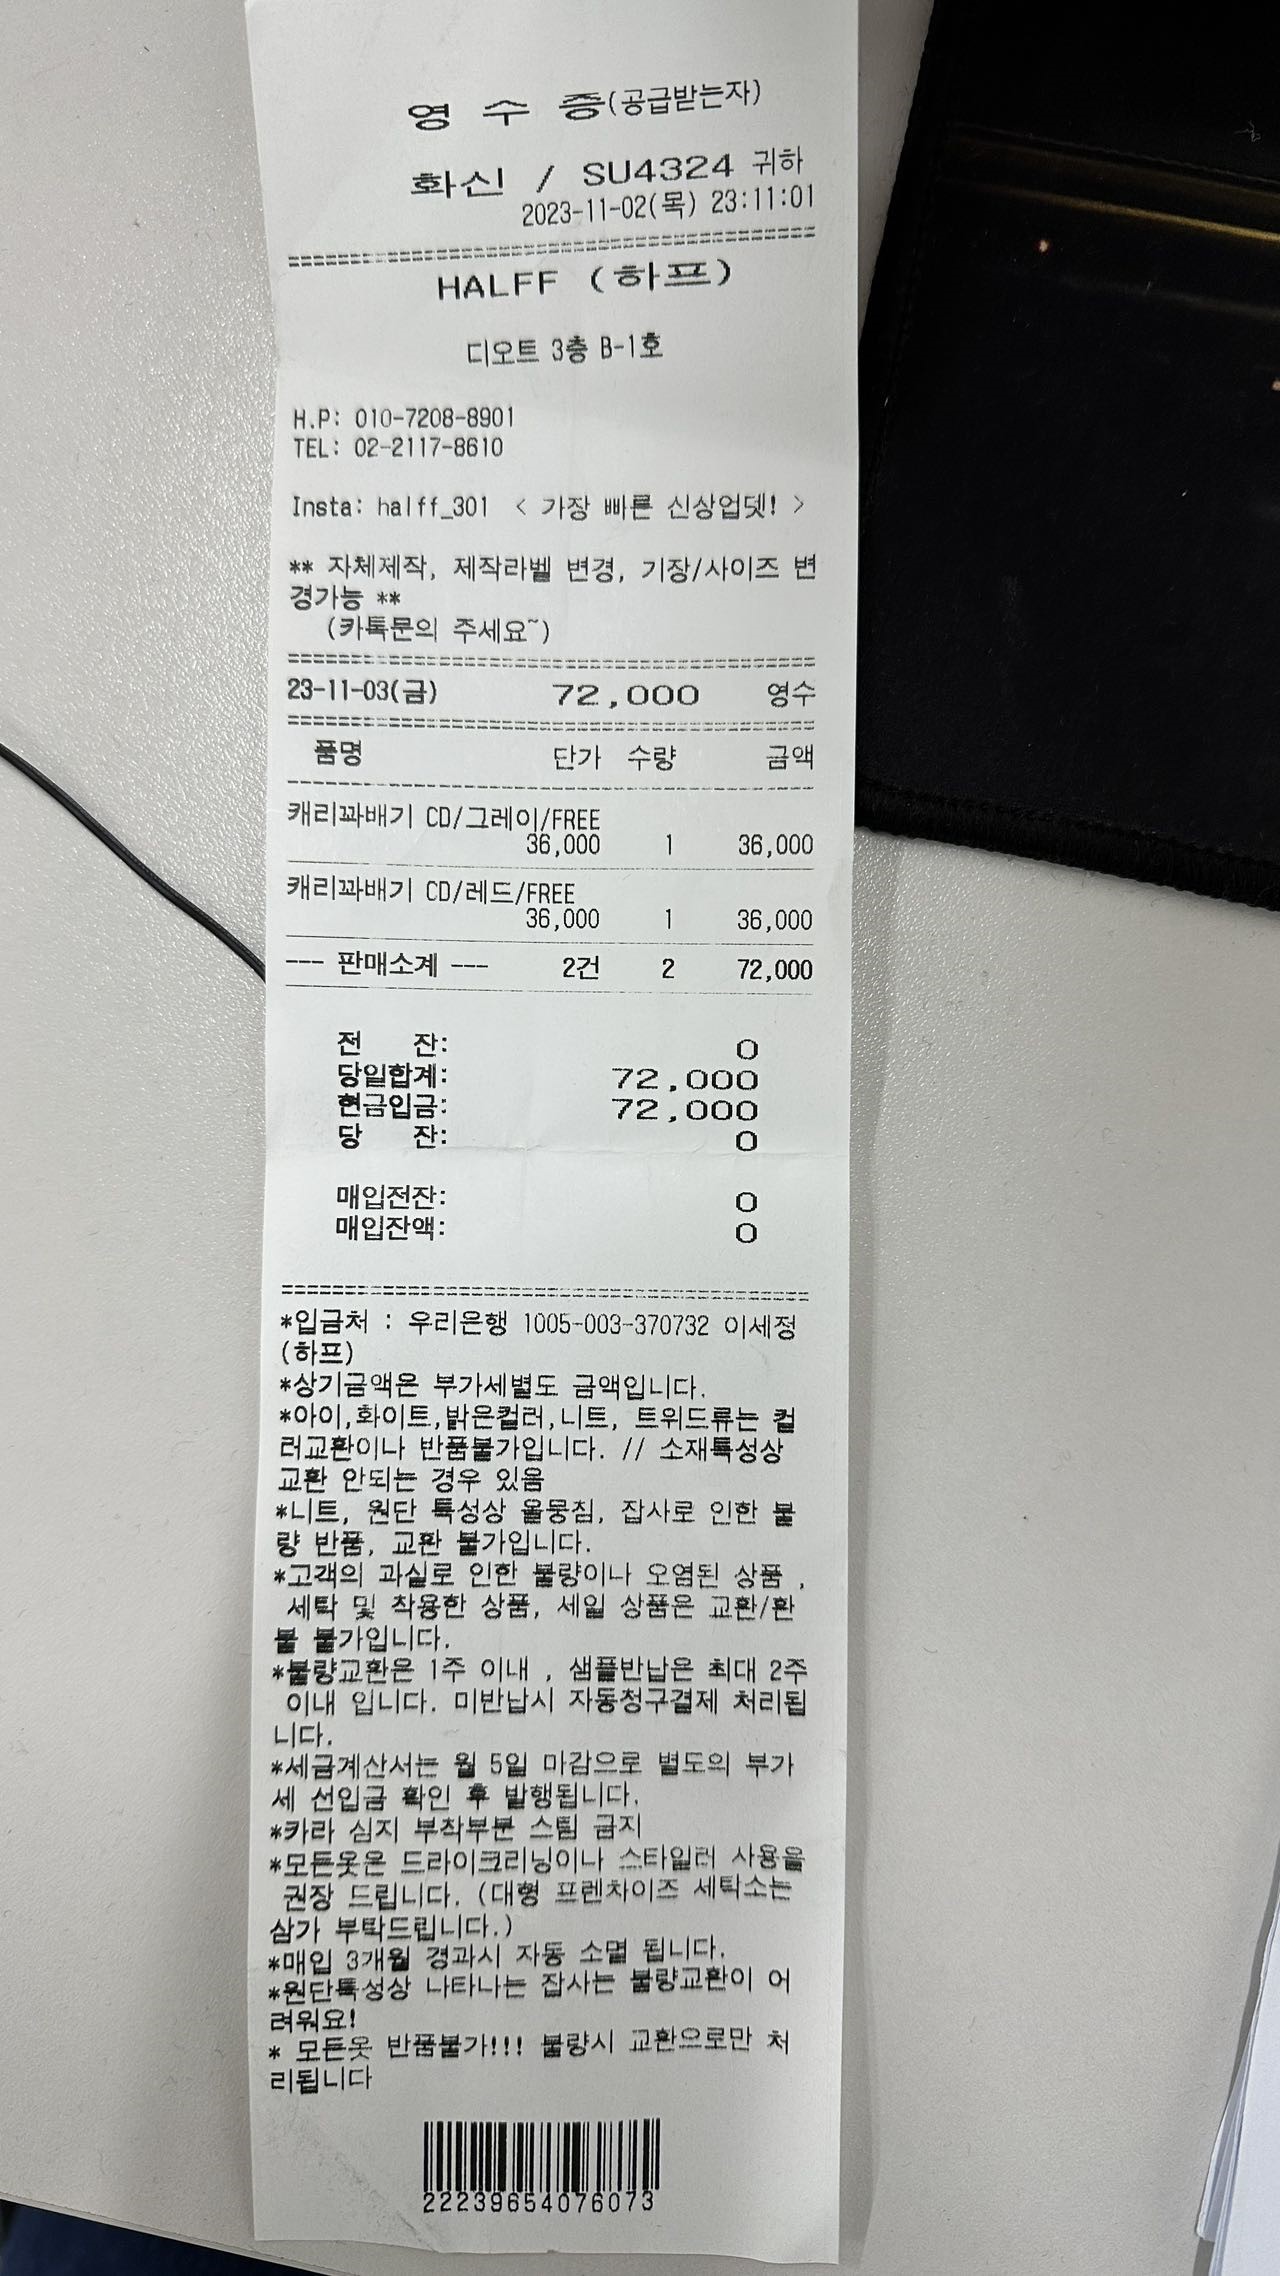 영 수 증(공급받는자)
화신 / SU4324 귀하
2023-11-02(목) 23:11:01
==========================================
HALFF (하프)
디오트 3층 B-1호
H.P: 010-7208-8901
TEL: 02-2117-8610
Insta: halff_301 < 가장 빠른 신상업뎃! >
** 자체제작, 제작라벨 변경, 기장/사이즈 변
경가능 **
(카톡문의 주세요~)
==========================================
23-11-03(금) 72,000 영수
==========================================
품명 단가 수량 금액
------------------------------------------
캐리꽈배기 CD/그레이/FREE
36,000 1 36,000
캐리꽈배기 CD/레드/FREE
36,000 1 36,000
--- 판매소계 --- 2건 2 72,000
전 잔: 0
당일합계: 72,000
현금입금: 72,000
당 잔: 0
매입전잔: 0
매입잔액: 0
==========================================
*입금처 : 우리은행 1005-003-370732 이세정
(하프)
*상기금액은 부가세별도 금액입니다.
*아이,화이트,밝은컬러,니트, 트위드류는 컬
러교환이나 반품불가입니다. // 소재특성상
교환 안되는 경우 있음
*니트, 원단 특성상 올뭉침, 잡사로 인한 불
량 반품, 교환 불가입니다.
*고객의 과실로 인한 불량이나 오염된 상품 ,
세탁 및 착용한 상품, 세일 상품은 교환/환
불 불가입니다.
*불량교환은 1주 이내 , 샘플반납은 최대 2주
이내 입니다. 미반납시 자동청구결제 처리됩
니다.
*세금계산서는 월 5일 마감으로 별도의 부가
세 선입금 확인 후 발행됩니다.
*카라 심지 부착부분 스팀 금지
*모든옷은 드라이크리닝이나 스타일러 사용을
권장 드립니다. (대형 프렌차이즈 세탁소는
삼가 부탁드립니다.)
*매입 3개월 경과시 자동 소멸 됩니다.
*원단특성상 나타나는 잡사는 불량교환이 어
려워요!
* 모든옷 반품불가!!! 불량시 교환으로만 처
리됩니다
22239654076073